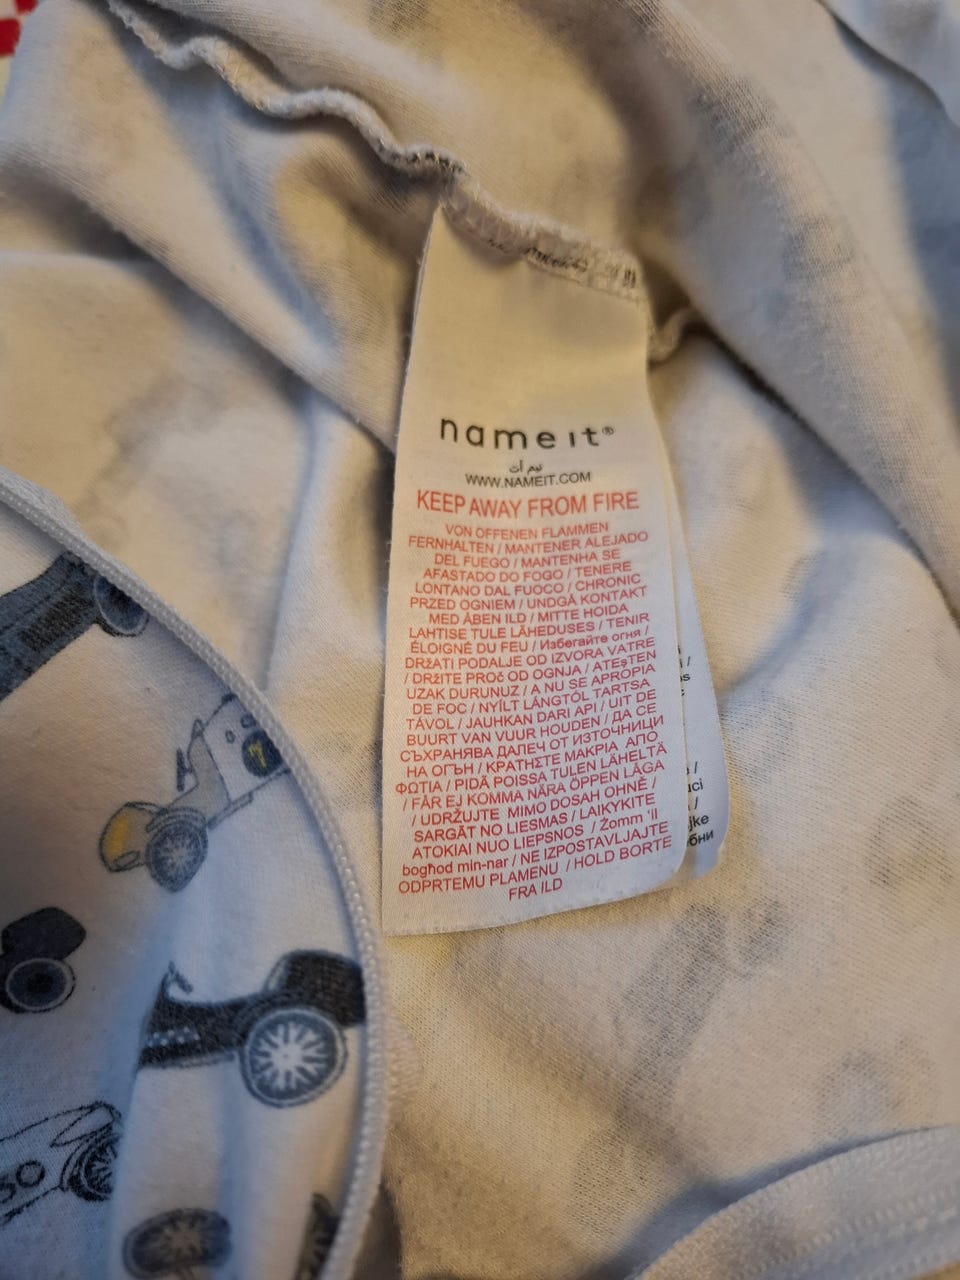 name it®
نيم ات
WWW.NAMEIT.COM
KEEP AWAY FROM FIRE
VON OFFENEN FLAMMEN
FERNHALTEN / MANTENER ALEJADO
DEL FUEGO / MANTENHA SE
AFASTADO DO FOGO / TENERE
LONTANO DAL FUOCO / CHRONIC
PRZED OGNIEM / UNDGÅ KONTAKT
MED ÅBEN ILD / MITTE HOIDA
LAHTISE TULE LÄHEDUSES / TENIR
ÉLOIGNÉ DU FEU / Избегайте огня /
DRŽATI PODALJE OD IZVORA VATRE
/ DRŽITE PROč OD OGNJA / ATEşTEN
UZAK DURUNUZ / A NU SE APROPIA
DE FOC / NYÍLT LÁNGTÓL TARTSA
TÁVOL / JAUHKAN DARI API / UIT DE
BUURT VAN VUUR HOUDEN / ДА СЕ
СЪХРАНЯВА ДАЛЕЧ ОТ ИЗТОЧНИЦИ
НА ОГЪН / ΚΡΑΤΗΣΤΕ ΜΑΚΡΙΑ ΑΠΟ
ΦΩΤΙΑ / PIDÄ POISSA TULEN LÄHELTÄ
/ FÅR EJ KOMMA NÄRA ÖPPEN LÅGA
/ UDRŽUJTE MIMO DOSAH OHNĚ /
SARGĀT NO LIESMAS / LAIKYKITE
ATOKIAI NUO LIEPSNOS / Żomm 'il
bogħod min-nar / NE IZPOSTAVLJAJTE
ODPRTEMU PLAMENU / HOLD BORTE
FRA ILD